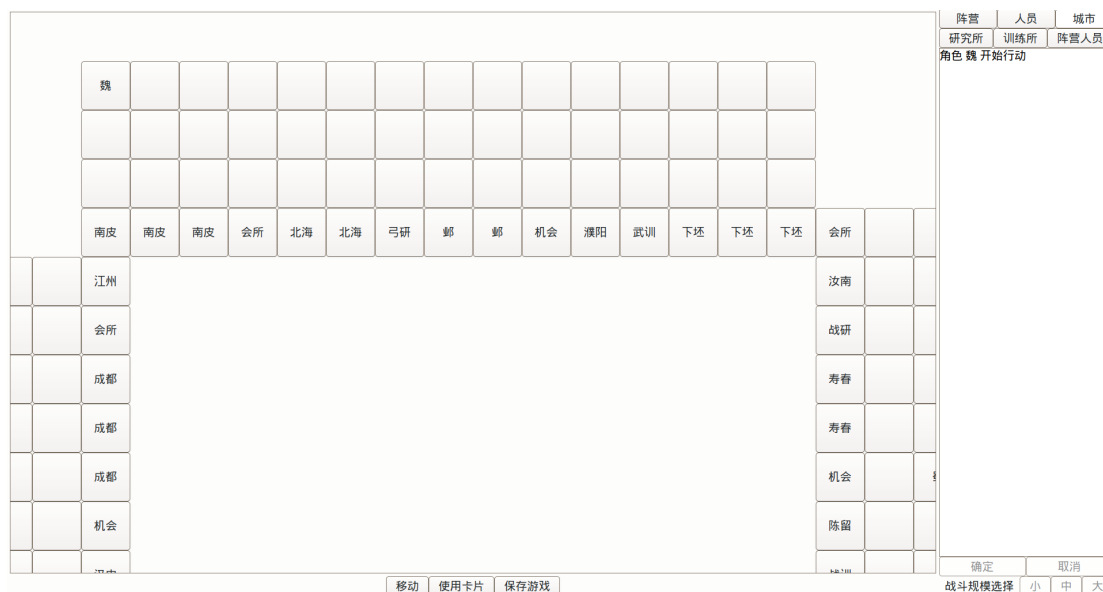 阵营 人员 城市
研究所 训练所 阵营人员
角色 魏 开始行动
魏
南皮 南皮 南皮 会所 北海 北海 弓研 邺 邺 机会 濮阳 武训 下邳 下邳 下邳 会所
江州 汝南
会所 战研
成都 寿春
成都 寿春
成都 机会
机会 陈留
确定 取消
移动 使用卡片 保存游戏
战斗规模选择 小 中 大